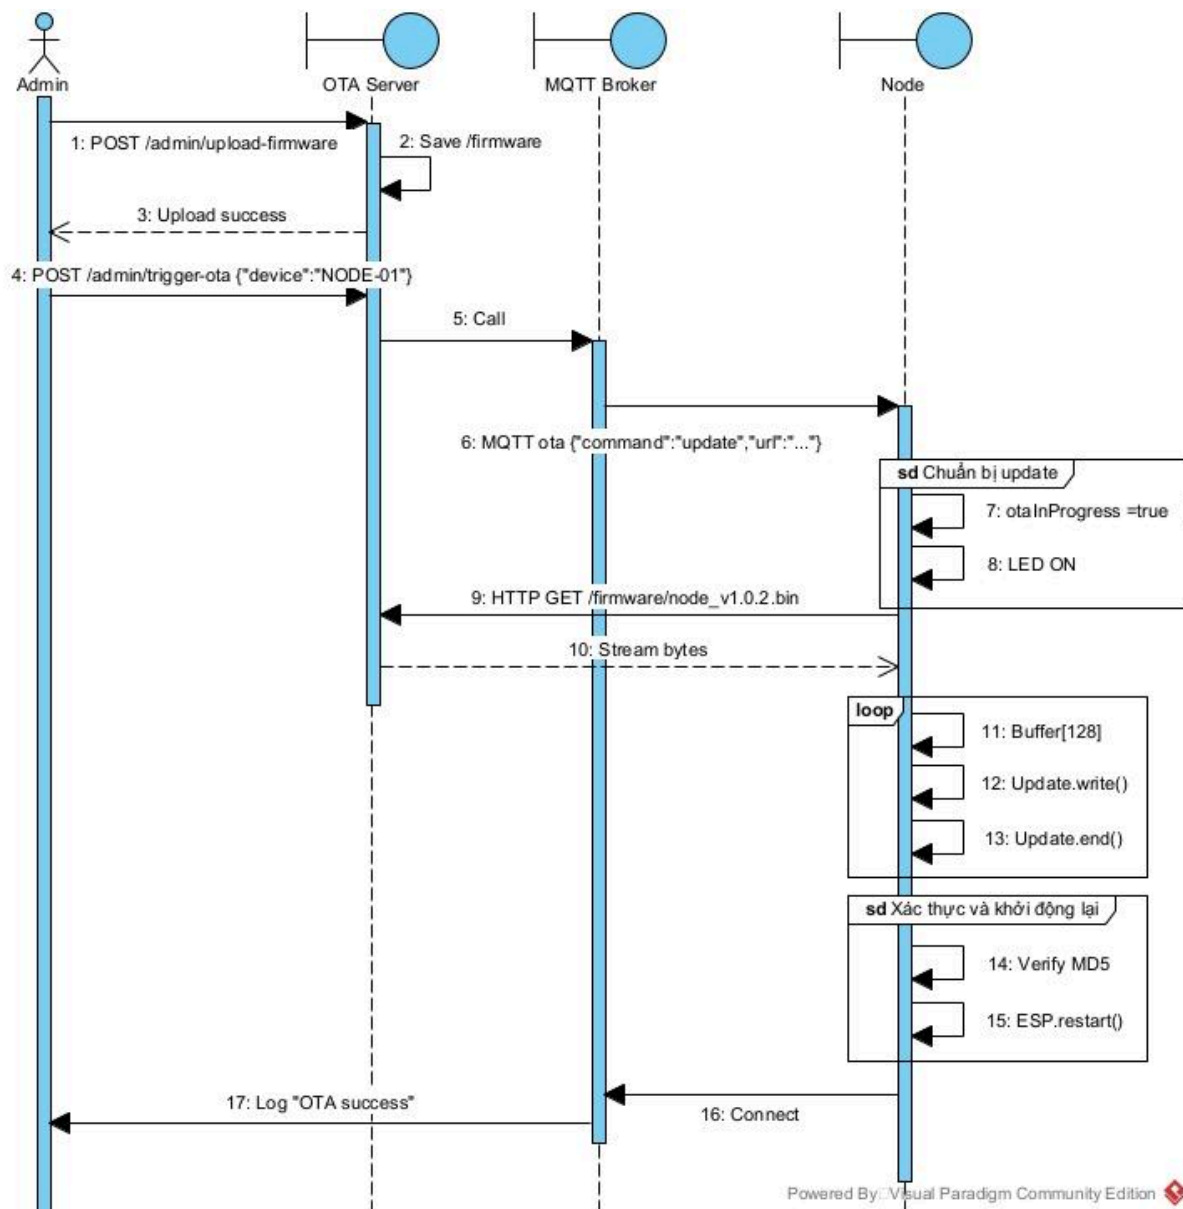 Admin
OTA Server
MQTT Broker
Node
1: POST /admin/upload-firmware
2: Save /firmware
3: Upload success
4: POST /admin/trigger-ota {"device":"NODE-01"}
5: Call
6: MQTT ota {"command":"update","url":"..."}
sd Chuẩn bị update
7: otaInProgress =true
8: LED ON
9: HTTP GET /firmware/node_v1.0.2.bin
10: Stream bytes
loop
11: Buffer[128]
12: Update.write()
13: Update.end()
sd Xác thực và khởi động lại
14: Verify MD5
15: ESP.restart()
16: Connect
17: Log "OTA success"
Powered By Visual Paradigm Community Edition